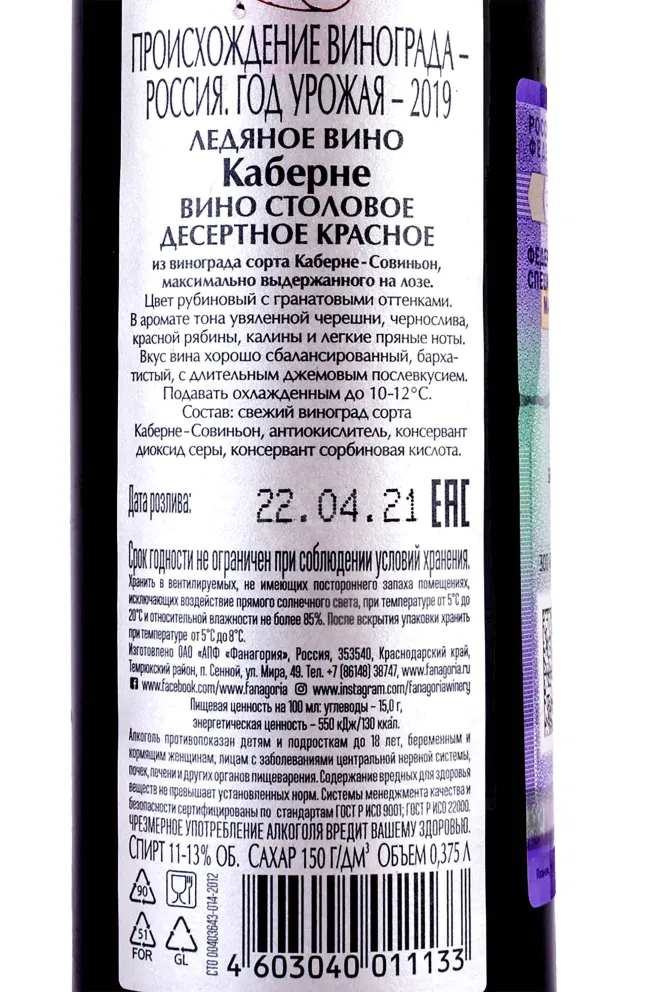 ПРОИСХОЖДЕНИЕ ВИНОГРАДА –
РОССИЯ. ГОД УРОЖАЯ – 2019
ЛЕДЯНОЕ ВИНО
Каберне
ВИНО СТОЛОВОЕ
ДЕСЕРТНОЕ КРАСНОЕ
из винограда сорта Каберне-Совиньон,
максимально выдержанного на лозе.
Цвет рубиновый с гранатовыми оттенками.
В аромате тона увяленной черешни, чернослива,
красной рябины, калины и легкие пряные ноты.
Вкус вина хорошо сбалансированный, барха-
тистый, с длительным джемовым послевкусием.
Подавать охлажденным до 10-12°С.
Состав: свежий виноград сорта
Каберне-Совиньон, антиокислитель, консервант
диоксид серы, консервант сорбиновая кислота.
Дата розлива: 22.04.21 ЕАС
Срок годности не ограничен при соблюдении условий хранения.
Хранить в вентилируемых, не имеющих постороннего запаха помещениях,
исключающих воздействие прямого солнечного света, при температуре от 5°С до
20°С и относительной влажности не более 85%. После вскрытия упаковки хранить
при температуре от 5°С до 8°С.
Изготовлено ОАО «АПФ «Фанагория», Россия, 353540, Краснодарский край,
Темрюкский район, п. Сенной, ул. Мира, 49. Тел. +7 (86148) 38747, www.fanagoria.ru
www.facebook.com/www.fanagoria www.instagram.com/fanagoriawinery
Пищевая ценность на 100 мл: углеводы – 15,0 г,
энергетическая ценность – 550 кДж/130 ккал.
Алкоголь противопоказан детям и подросткам до 18 лет, беременным и
кормящим женщинам, лицам с заболеваниями центральной нервной системы,
почек, печени и других органов пищеварения. Содержание вредных для здоровья
веществ не превышает установленных норм. Системы менеджмента качества и
безопасности сертифицированы по стандартам ГОСТ Р ИСО 9001; ГОСТ Р ИСО 22000.
ЧРЕЗМЕРНОЕ УПОТРЕБЛЕНИЕ АЛКОГОЛЯ ВРЕДИТ ВАШЕМУ ЗДОРОВЬЮ.
СПИРТ 11-13% ОБ. САХАР 150 Г/ДМ³ ОБЪЕМ 0,375 Л
90
51
FOR
GL
СТО 00403643-014-2012
4 603040 011133